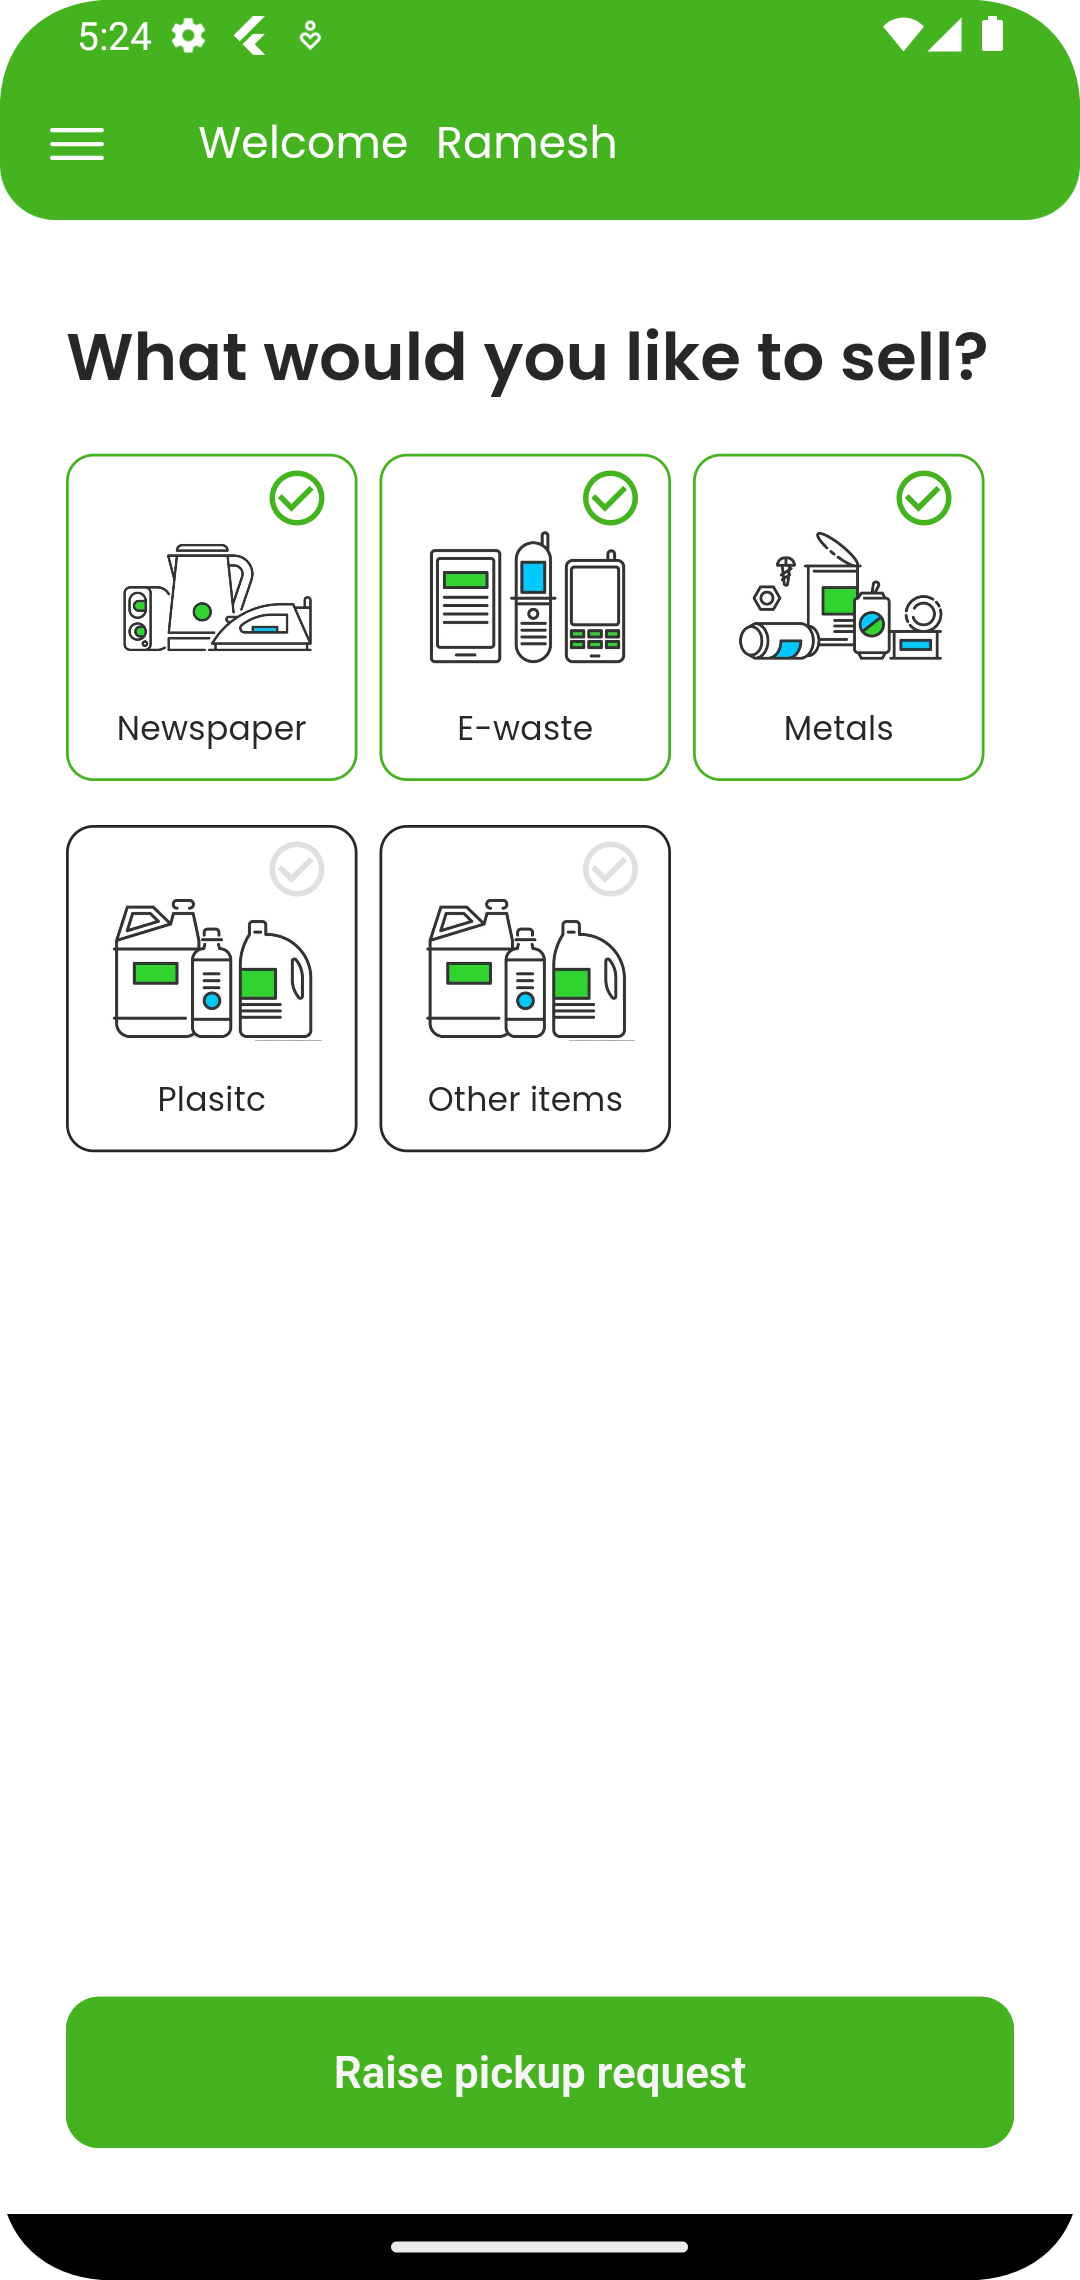 5:24
Welcome Ramesh
What would you like to sell?
Newspaper
E-waste
Metals
Plasitc
Other items
Raise pickup request